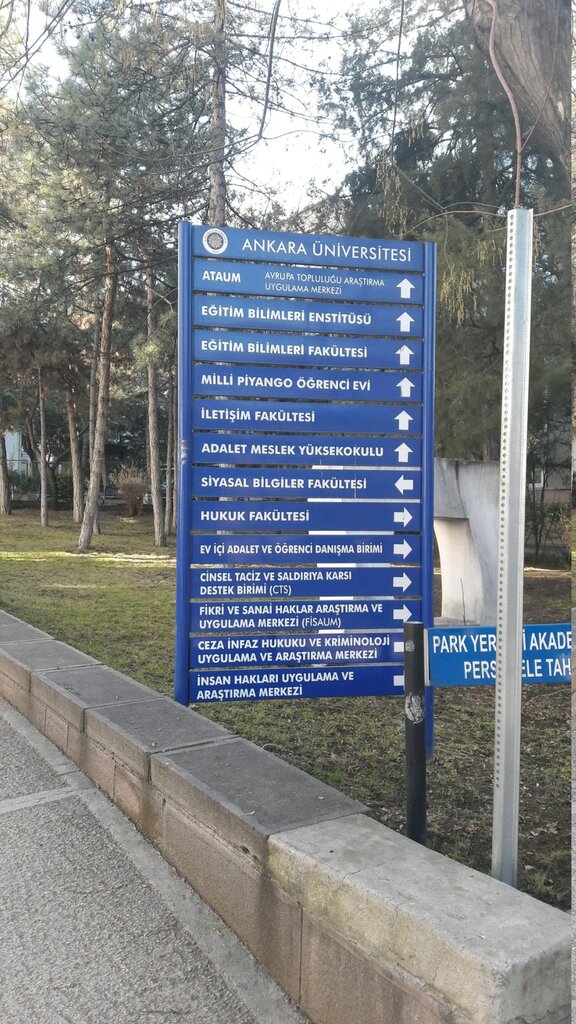 ANKARA ÜNİVERSİTESİ
ATAUM AVRUPA TOPLULUĞU ARAŞTIRMA
UYGULAMA MERKEZİ
EĞİTİM BİLİMLERİ ENSTİTÜSÜ
EĞİTİM BİLİMLERİ FAKÜLTESİ
MİLLİ PİYANGO ÖĞRENCİ EVİ
İLETİŞİM FAKÜLTESİ
ADALET MESLEK YÜKSEKOKULU
SİYASAL BİLGİLER FAKÜLTESİ
HUKUK FAKÜLTESİ
EV İÇİ ADALET VE ÖĞRENCİ DANIŞMA BİRİMİ
CİNSEL TACİZ VE SALDIRIYA KARSI
DESTEK BİRİMİ (CTS)
FİKRİ VE SANAİ HAKLAR ARAŞTIRMA VE
UYGULAMA MERKEZİ (FİSAUM)
CEZA İNFAZ HUKUKU VE KRİMİNOLOJİ
UYGULAMA VE ARAŞTIRMA MERKEZİ
İNSAN HAKLARI UYGULAMA VE
ARAŞTIRMA MERKEZİ
PARK YER